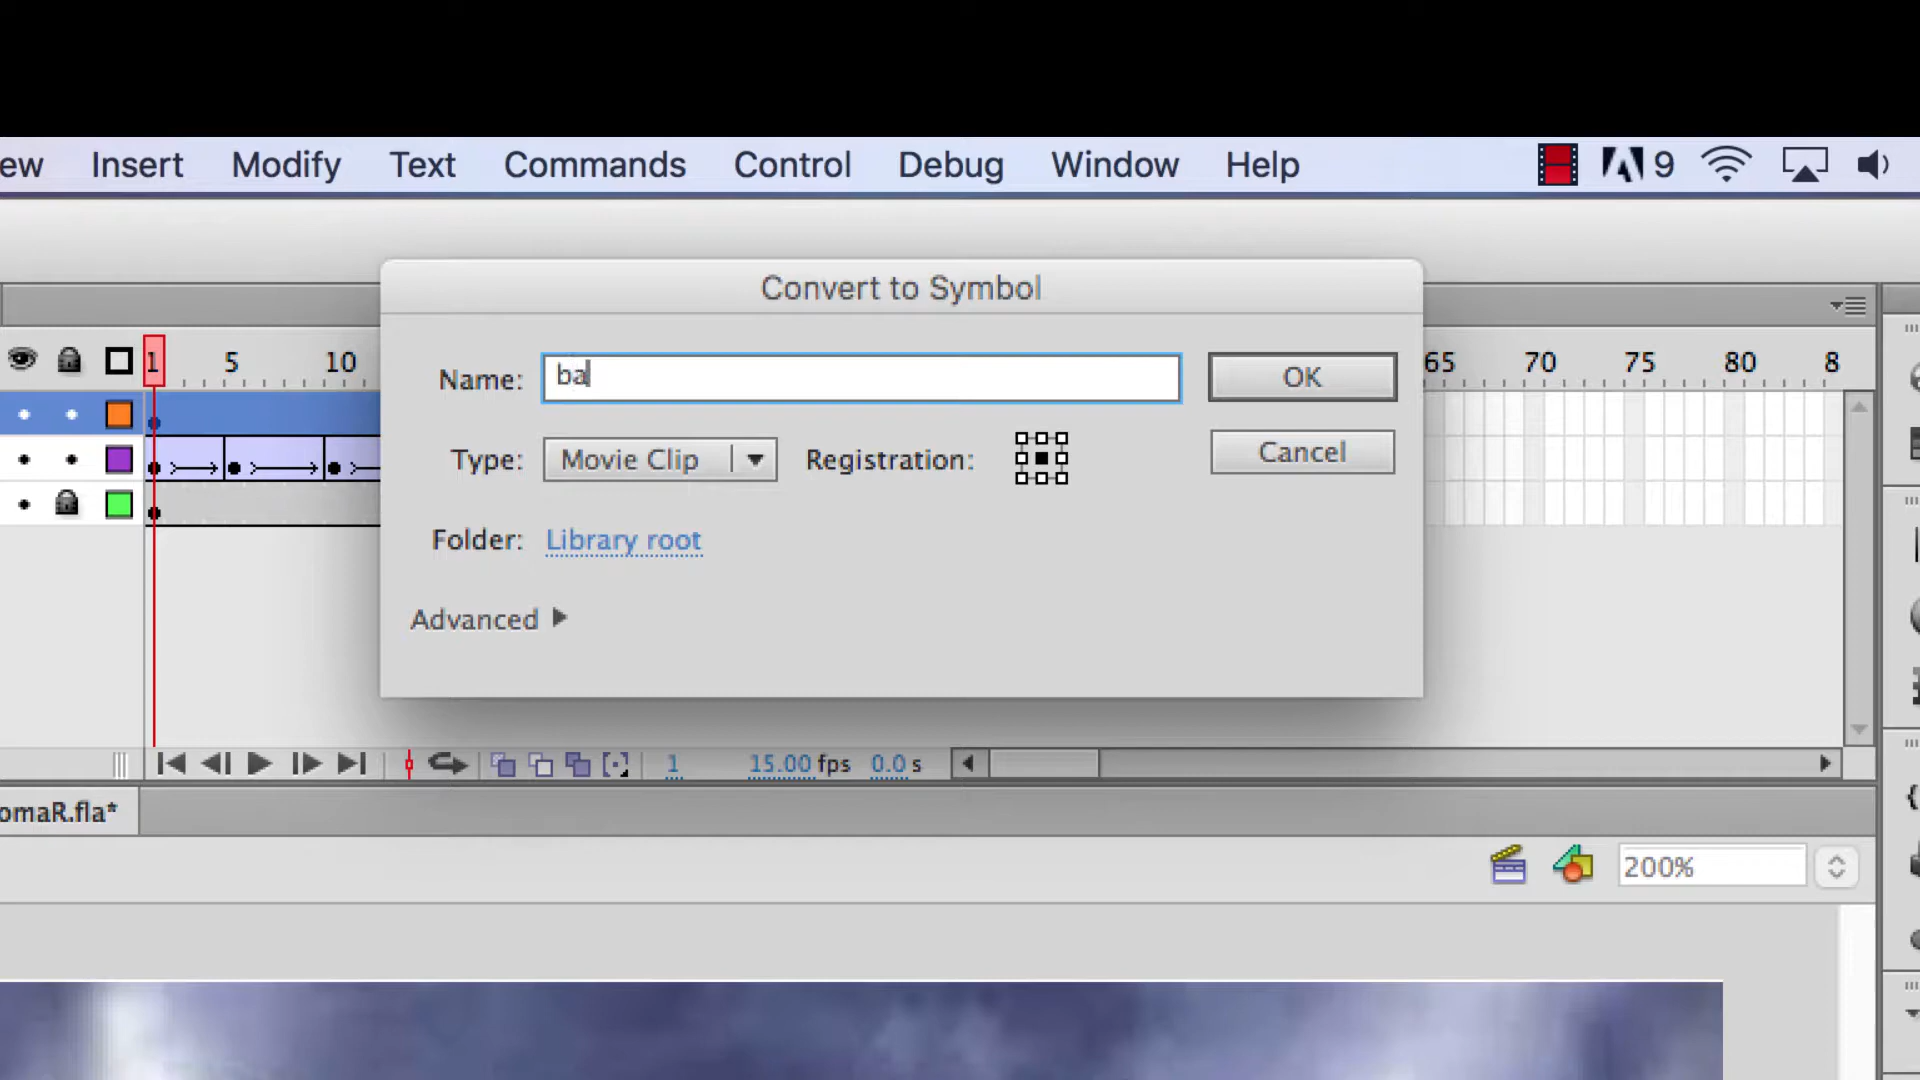 ew Insert Modify Text Commands Control Debug Window Help 9
Convert to Symbol
1 5 10 65 70 75 80 8
Name: ba OK
Type: Movie Clip Registration: Cancel
Folder: Library root
Advanced
1 15.00 fps 0.0 s
omaR.fla*
200%